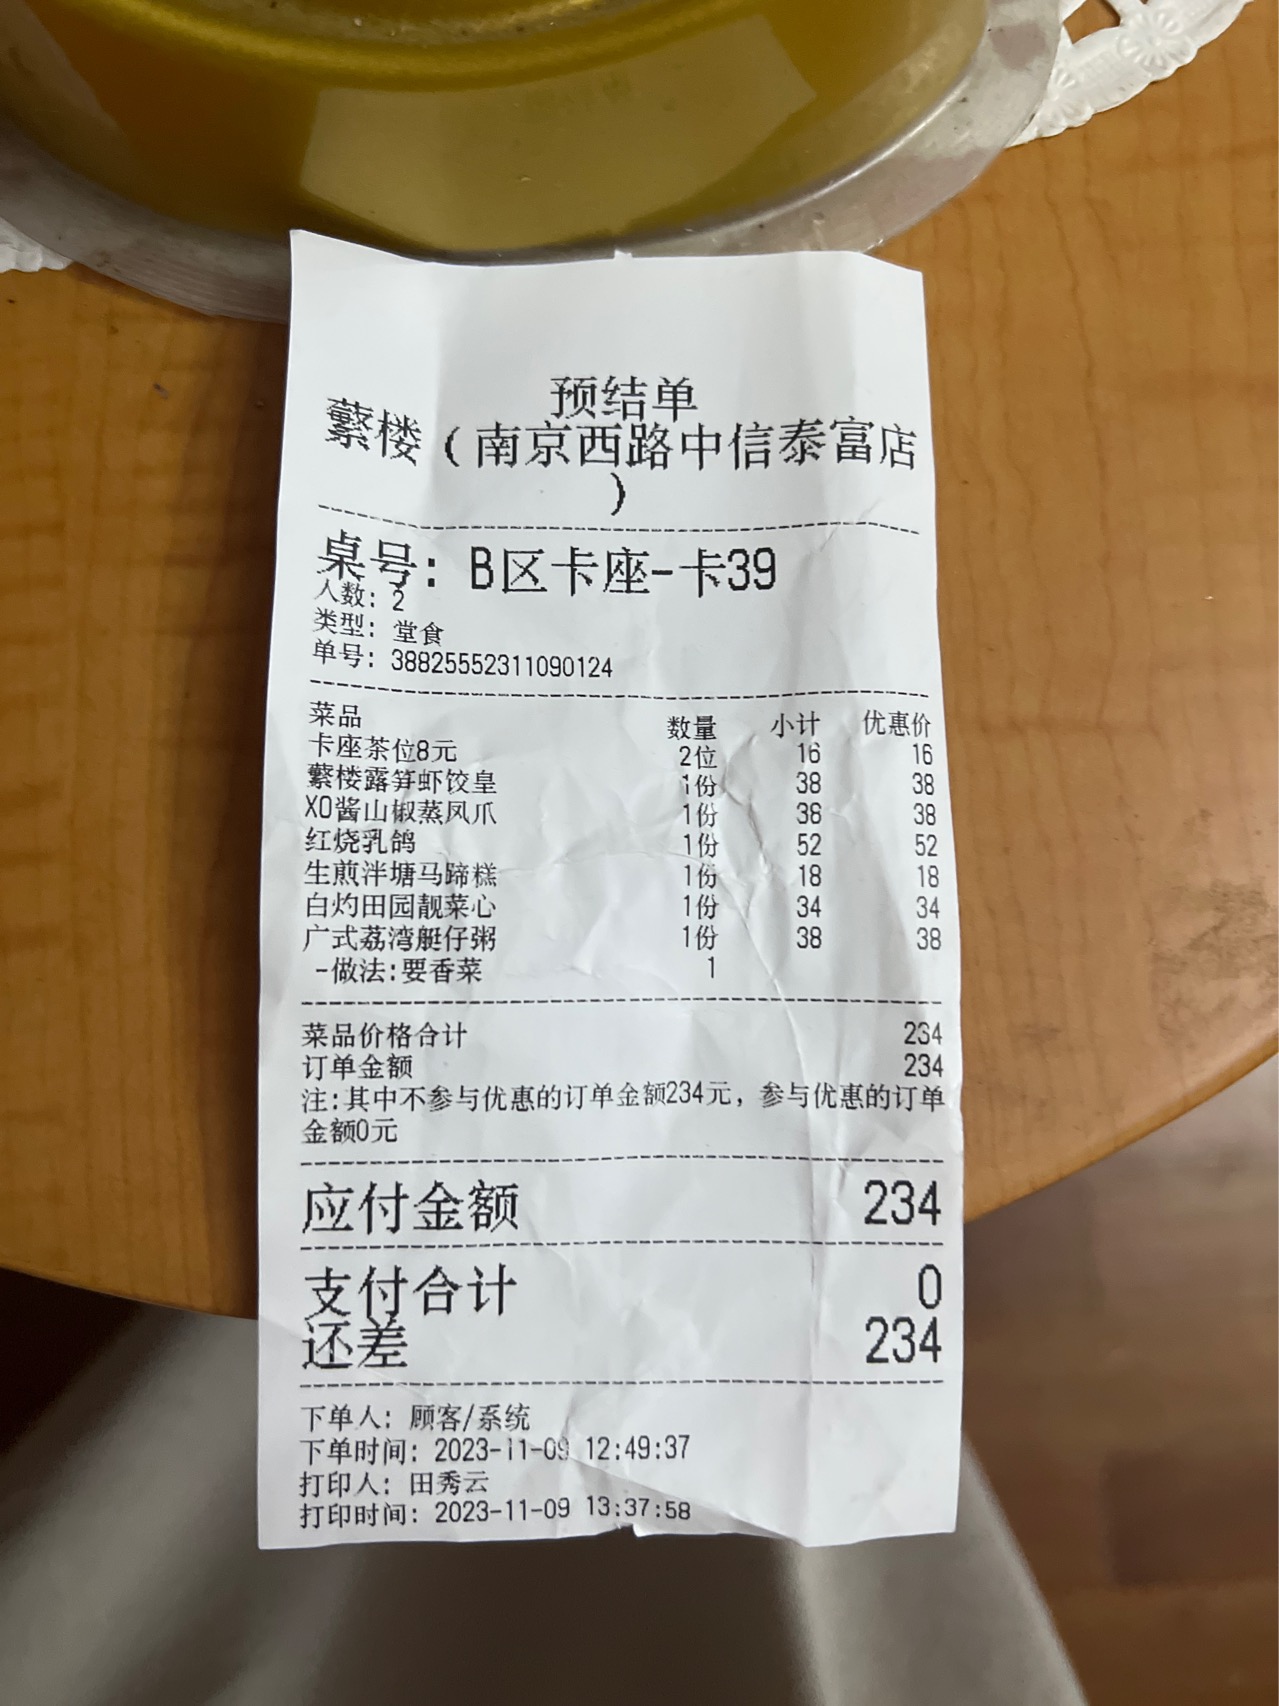 预结单
蘩楼（南京西路中信泰富店
）
桌号：B区卡座-卡39
人数：2
类型：堂食
单号：38825552311090124
菜品 数量 小计 优惠价
卡座茶位8元 2位 16 16
蘩楼露笋虾饺皇 1份 38 38
XO酱山椒蒸凤爪 1份 38 38
红烧乳鸽 1份 52 52
生煎泮塘马蹄糕 1份 18 18
白灼田园靓菜心 1份 34 34
广式荔湾艇仔粥 1份 38 38
-做法:要香菜 1
菜品价格合计 234
订单金额 234
注:其中不参与优惠的订单金额234元，参与优惠的订单
金额0元
应付金额 234
支付合计 0
还差 234
下单人：顾客/系统
下单时间：2023-11-09 12:49:37
打印人：田秀云
打印时间：2023-11-09 13:37:58